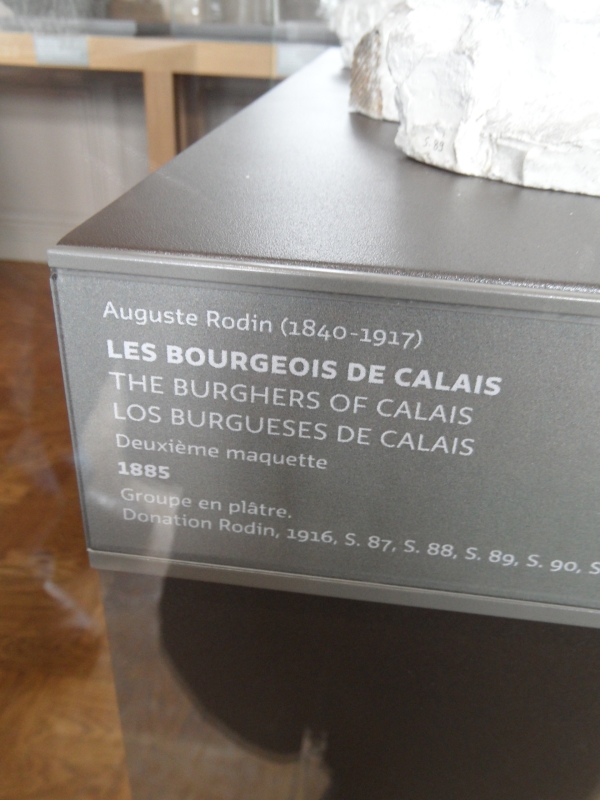 Auguste Rodin (1840-1917)
LES BOURGEOIS DE CALAIS
THE BURGHERS OF CALAIS
LOS BURGUESES DE CALAIS
Deuxième maquette
1885
Groupe en plâtre.
Donation Rodin, 1916, S. 87, S. 88, S. 89, S. 90, S
S. 89